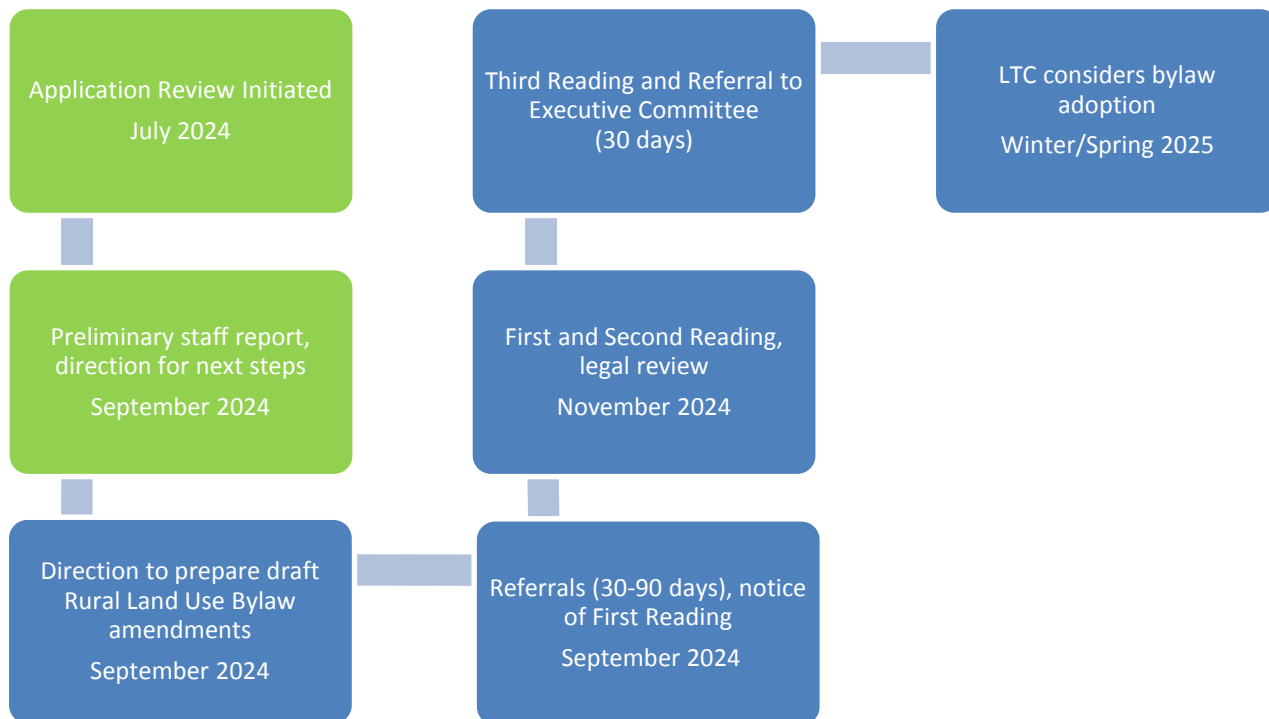 Application Review Initiated
July 2024
Preliminary staff report,
direction for next steps
September 2024
Direction to prepare draft
Rural Land Use Bylaw
amendments
September 2024
Referrals (30-90 days), notice
of First Reading
September 2024
First and Second Reading,
legal review
November 2024
Third Reading and Referral to
Executive Committee
(30 days)
LTC considers bylaw
adoption
Winter/Spring 2025